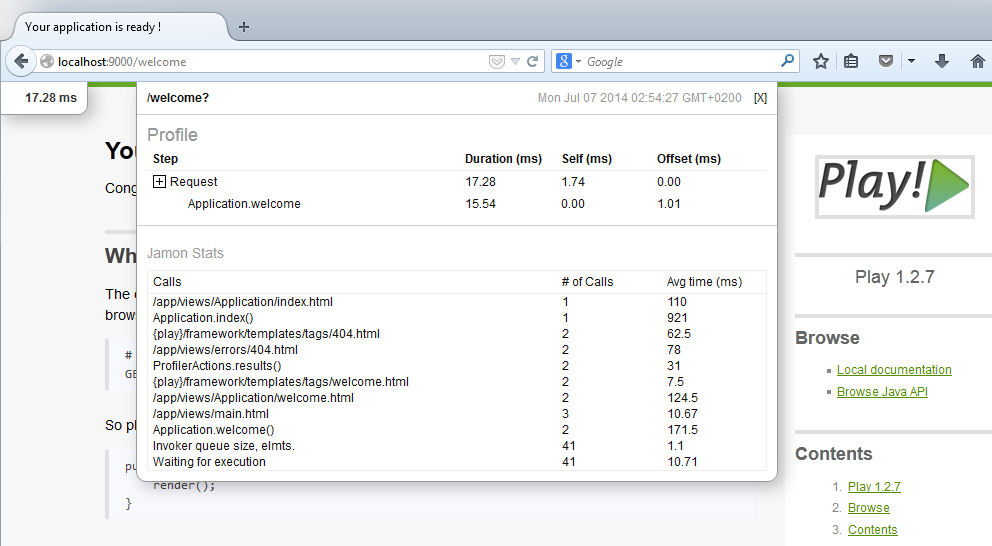 Your application is ready !
localhost:9000/welcome
Google
17.28 ms
/welcome? Mon Jul 07 2014 02:54:27 GMT+0200 [X]
Profile
Step Duration (ms) Self (ms) Offset (ms)
Request 17.28 1.74 0.00
Application.welcome 15.54 0.00 1.01
Jamon Stats
Calls # of Calls Avg time (ms)
/app/views/Application/index.html 1 110
Application.index() 1 921
{play}/framework/templates/tags/404.html 2 62.5
/app/views/errors/404.html 2 78
ProfilerActions.results() 2 31
{play}/framework/templates/tags/welcome.html 2 7.5
/app/views/Application/welcome.html 2 124.5
/app/views/main.html 3 10.67
Application.welcome() 2 171.5
Invoker queue size, elmts. 41 1.1
Waiting for execution 41 10.71
Yo
Cong
Wh
The
brows
#
GE
So pl
pu
render();
}
Play!
Play 1.2.7
Browse
Local documentation
Browse Java API
Contents
1. Play 1.2.7
2. Browse
3. Contents